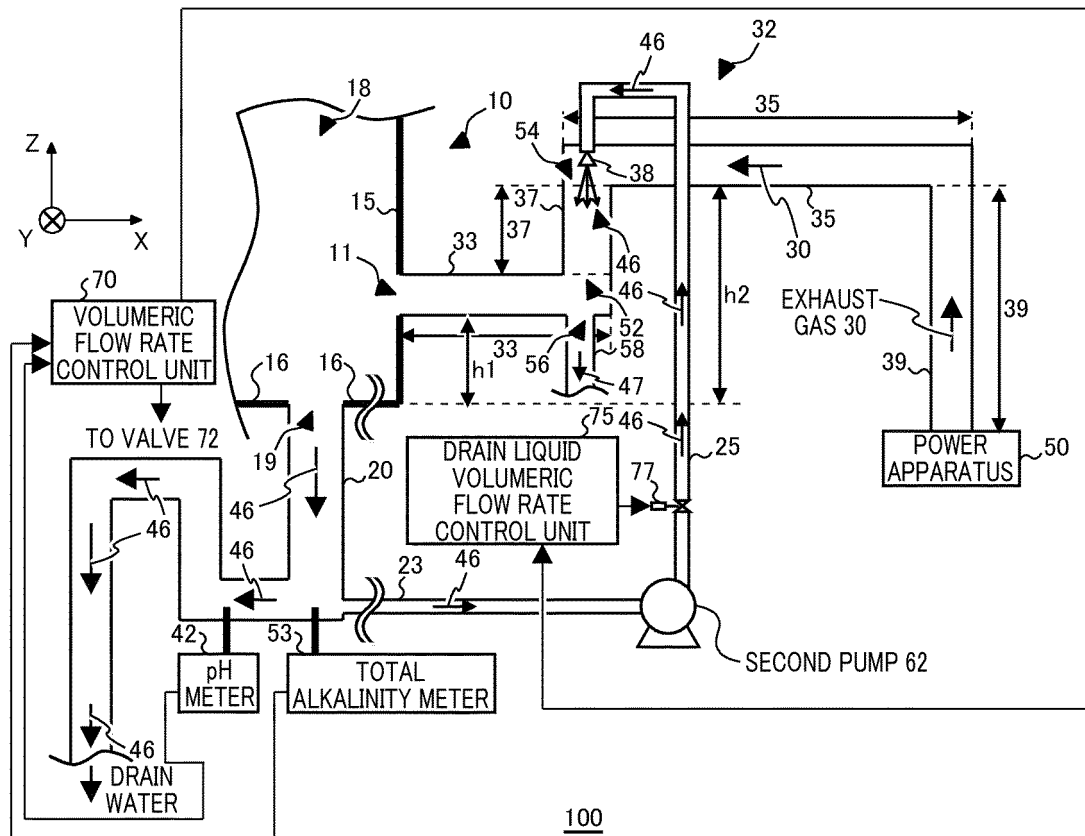 46
32
18
10
35
Z
54
38
Y
X
15
37
37
33
35
30
11
46
46
h2
39
70
VOLUMERIC
FLOW RATE
CONTROL UNIT
EXHAUST
GAS 30
52
16
16
h1
33
56
58
39
47
TO VALVE 72
75
46
25
POWER
APPARATUS
50
19
20
DRAIN LIQUID
VOLUMERIC
FLOW RATE
CONTROL UNIT
77
46
46
46
46
23
46
42
pH
METER
53
TOTAL
ALKALINITY METER
SECOND PUMP 62
46
DRAIN
WATER
100